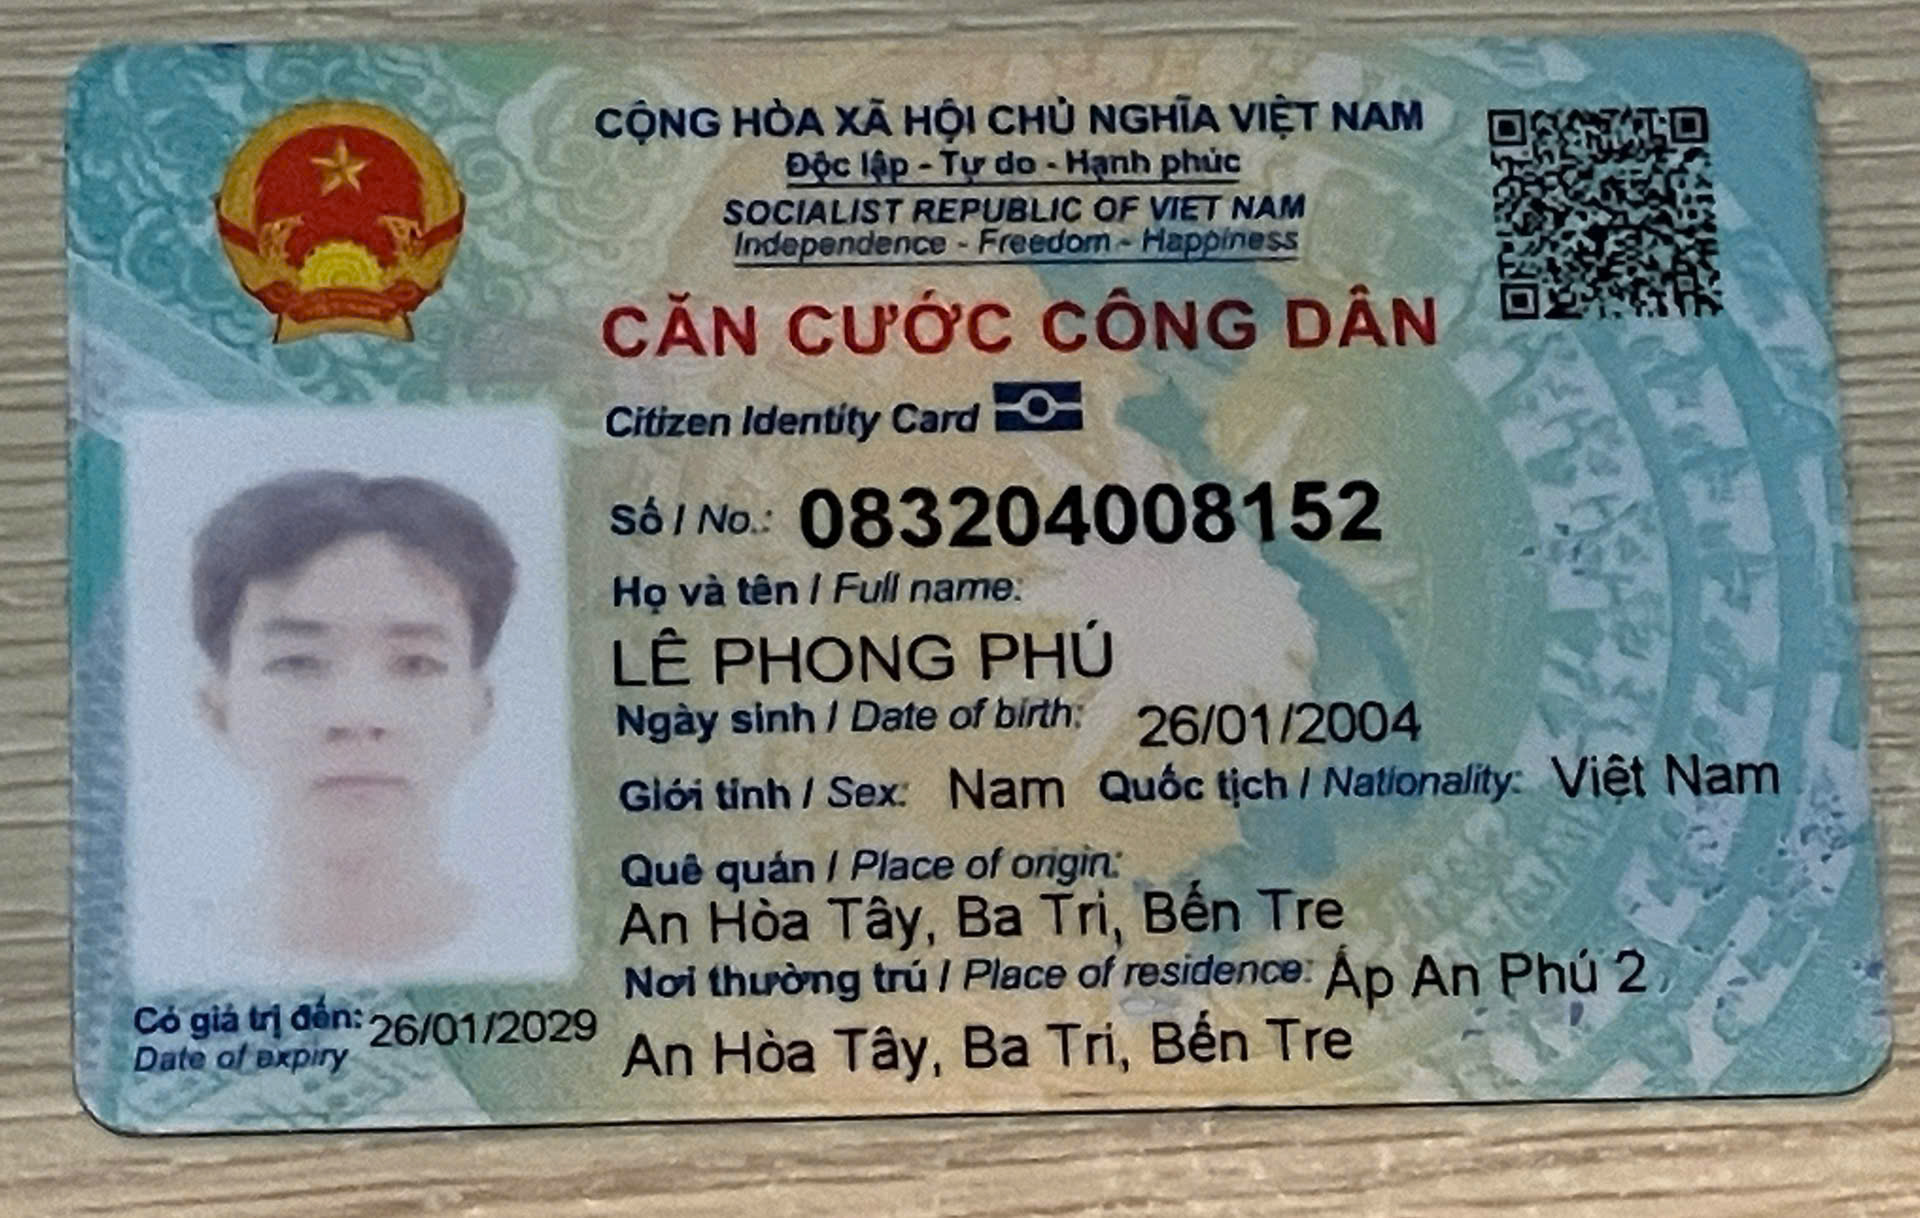 CỘNG HÒA XÃ HỘI CHỦ NGHĨA VIỆT NAM
Độc lập - Tự do - Hạnh phúc
SOCIALIST REPUBLIC OF VIET NAM
Independence - Freedom - Happiness
CĂN CƯỚC CÔNG DÂN
Citizen Identity Card
Số / No.: 083204008152
Họ và tên / Full name:
LÊ PHONG PHÚ
Ngày sinh / Date of birth: 26/01/2004
Giới tính / Sex: Nam Quốc tịch / Nationality: Việt Nam
Quê quán / Place of origin:
An Hòa Tây, Ba Tri, Bến Tre
Nơi thường trú / Place of residence: Ấp An Phú 2,
An Hòa Tây, Ba Tri, Bến Tre
Có giá trị đến: 26/01/2029
Date of expiry